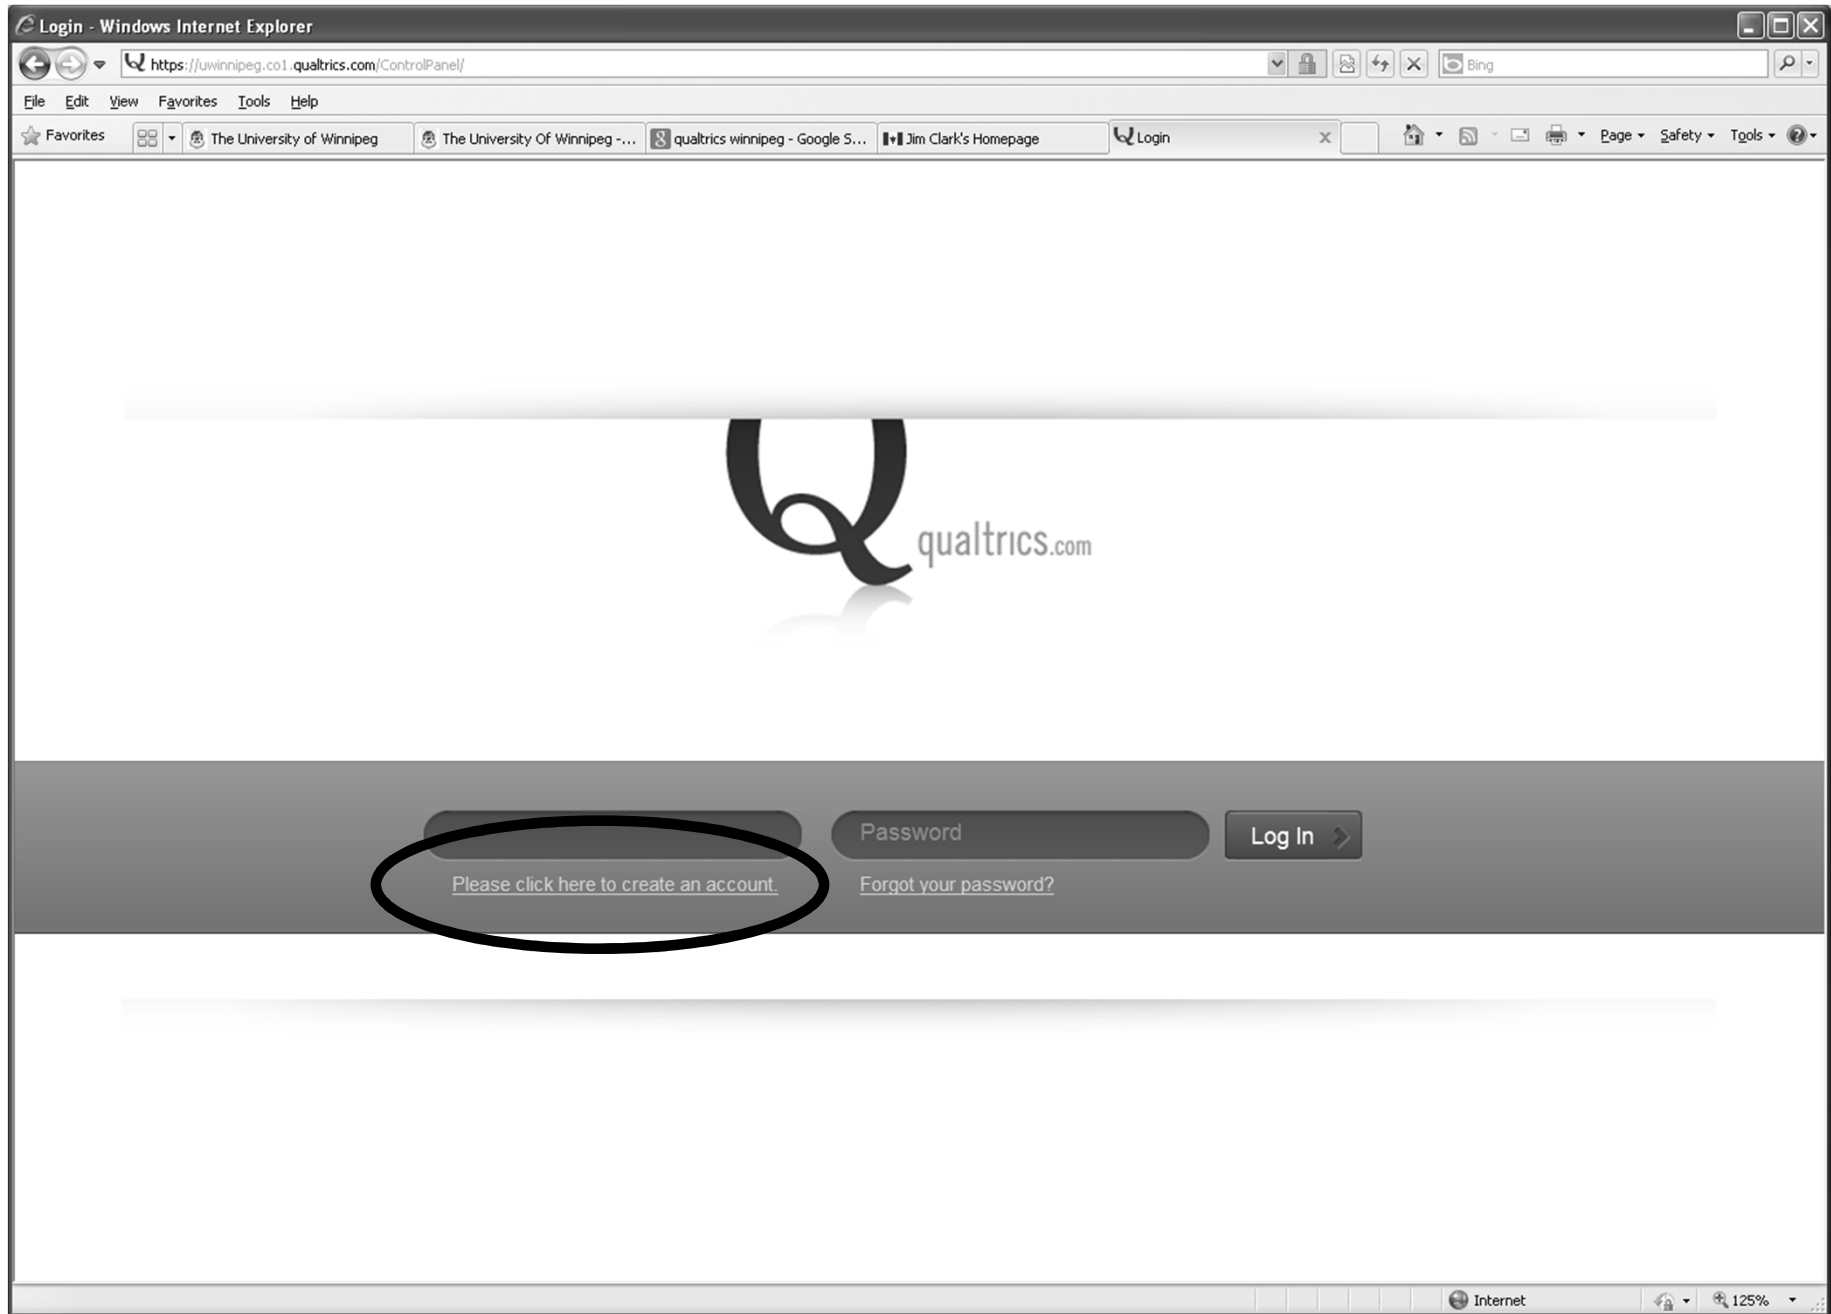 Login - Windows Internet Explorer
https://uwinnipeg.co1.qualtrics.com/ControlPanel/
Bing
File Edit View Favorites Tools Help
Favorites The University of Winnipeg The University Of Winnipeg -... 8 qualtrics winnipeg - Google S... Jim Clark's Homepage Login Page Safety Tools
Q
qualtrics.com
Password Log In
Please click here to create an account. Forgot your password?
Internet 125%